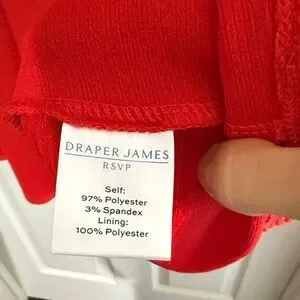 DRAPER JAMES
RSVP
Self:
97% Polyester
3% Spandex
Lining:
100% Polyester